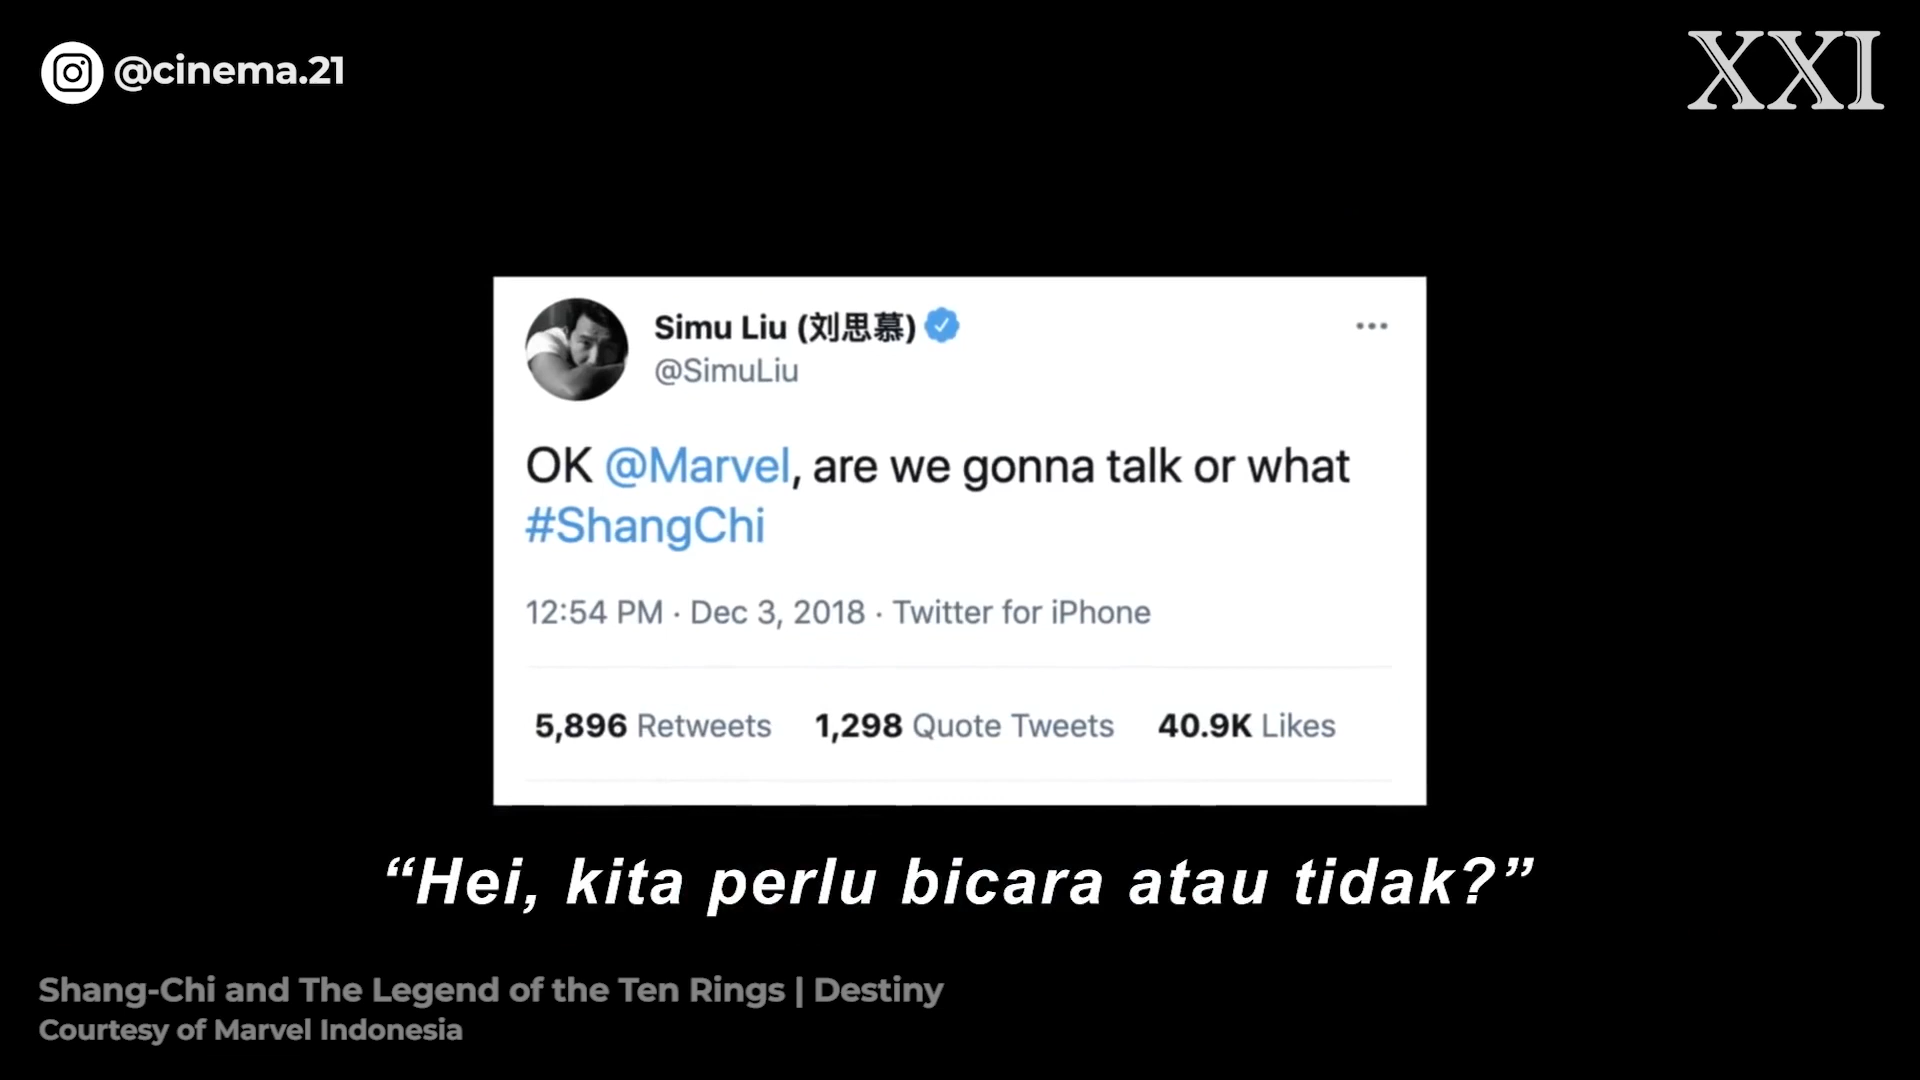 @cinema.21
XXI
Simu Liu (刘思慕)
@SimuLiu
OK @Marvel, are we gonna talk or what
#ShangChi
12:54 PM · Dec 3, 2018 · Twitter for iPhone
5,896 Retweets 1,298 Quote Tweets 40.9K Likes
“Hei, kita perlu bicara atau tidak?”
Shang-Chi and The Legend of the Ten Rings | Destiny
Courtesy of Marvel Indonesia